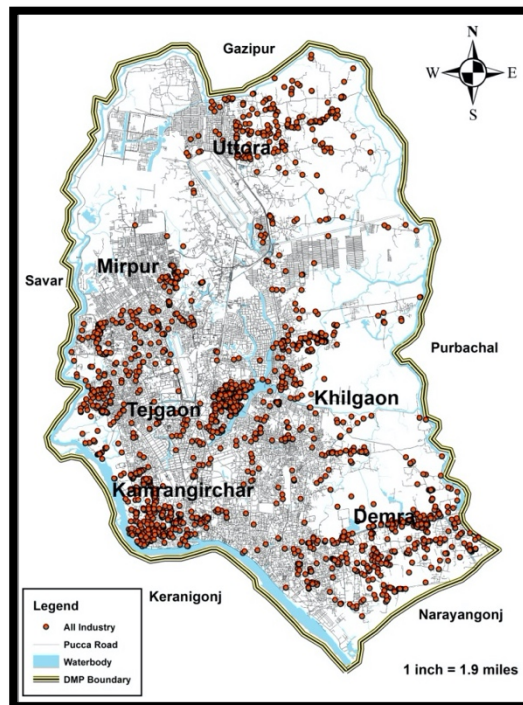 Gazipur
N
W
E
S
Uttora
Mirpur
Savar
Purbachal
Tejgaon
Khilgaon
Kamrangirchar
Demra
Keranigonj
Narayangonj
Legend
All Industry
Pucca Road
Waterbody
DMP Boundary
1 inch = 1.9 miles